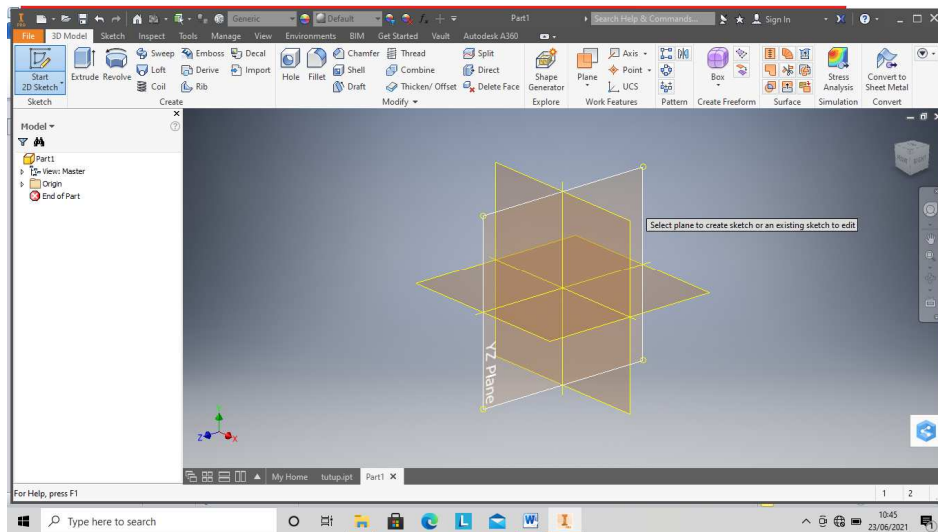 PRO
Generic
Default
Part1
Search Help & Commands...
Sign In
File 3D Model Sketch Inspect Tools Manage View Environments BIM Get Started Vault Autodesk A360
Start
2D Sketch
Extrude Revolve
Sweep Emboss Decal
Loft Derive Import
Coil Rib
Hole Fillet
Chamfer Thread
Shell Combine
Draft Thicken/ Offset
Split
Direct
Delete Face
Shape
Generator
Plane
Axis
Point
UCS
Box
Stress
Analysis
Convert to
Sheet Metal
Sketch Create Modify Explore Work Features Pattern Create Freeform Surface Simulation Convert
Model
Part1
View: Master
Origin
End of Part
Select plane to create sketch or an existing sketch to edit
YZ Plane
Z X
My Home tutup.ipt Part1 X
For Help, press F1
1 2
Type here to search
10:45
23/06/2021